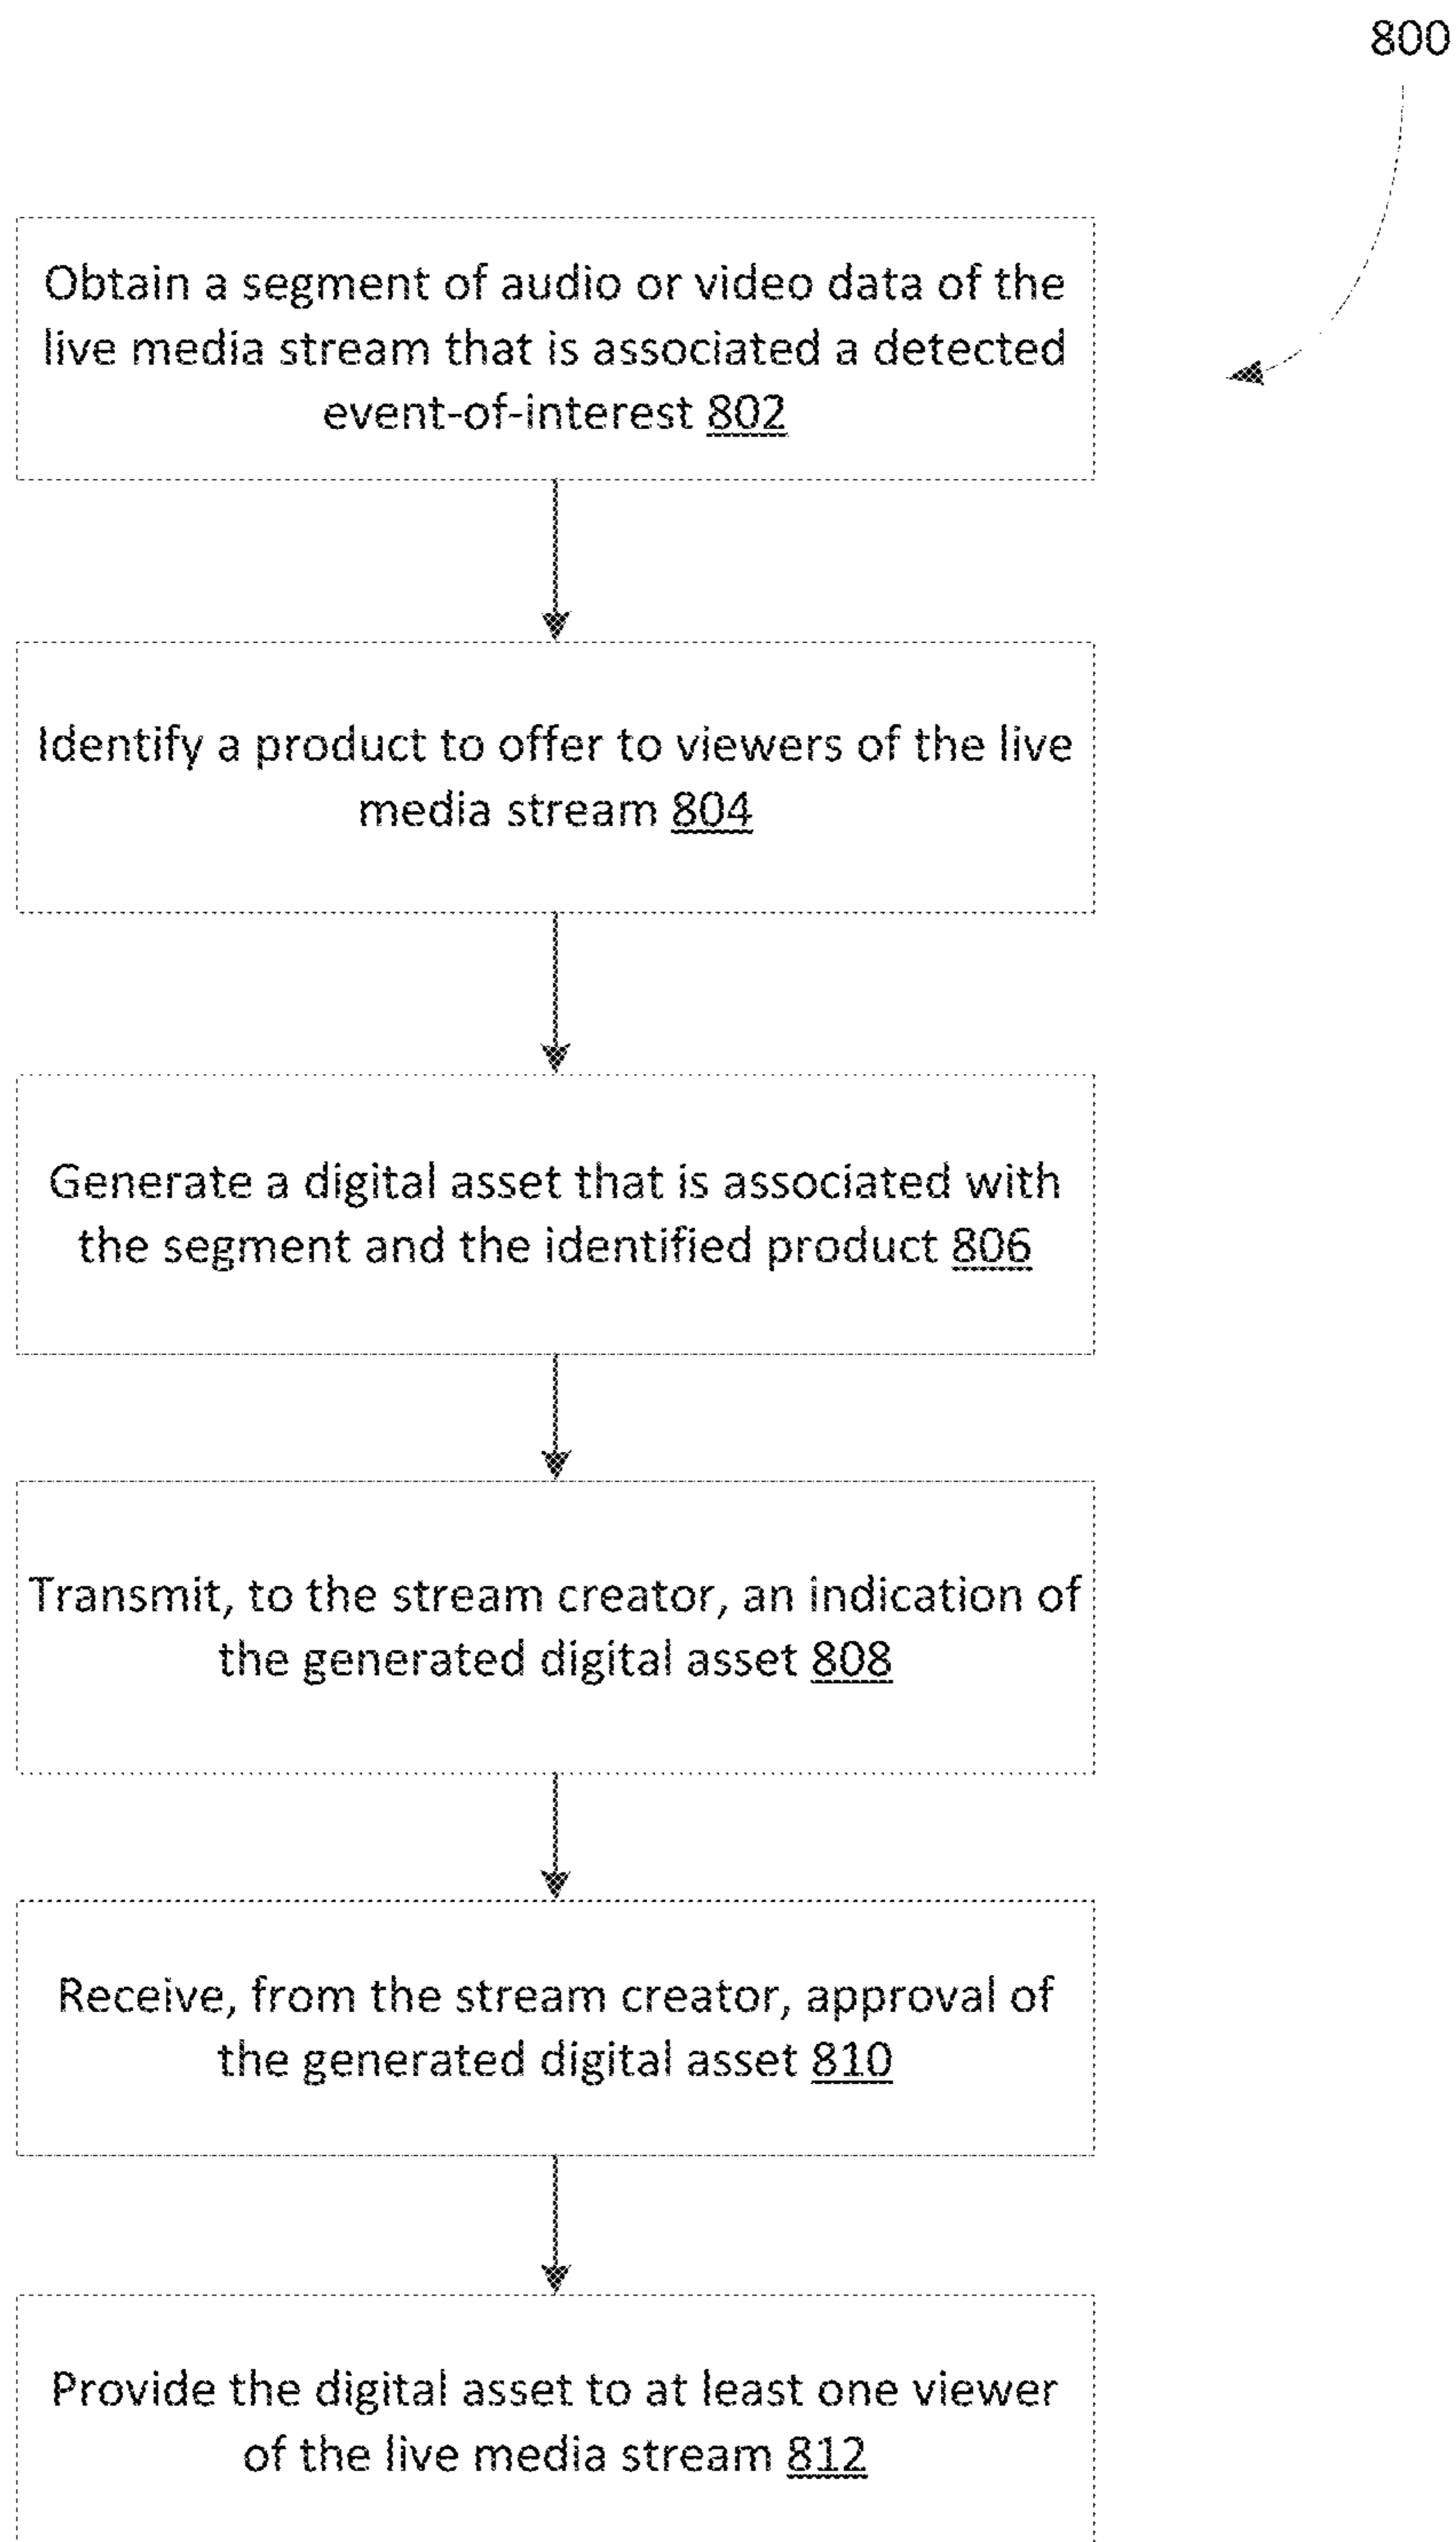 800
Obtain a segment of audio or video data of the
live media stream that is associated a detected
event-of-interest 802
Identify a product to offer to viewers of the live
media stream 804
Generate a digital asset that is associated with
the segment and the identified product 806
Transmit, to the stream creator, an indication of
the generated digital asset 808
Receive, from the stream creator, approval of
the generated digital asset 810
Provide the digital asset to at least one viewer
of the live media stream 812